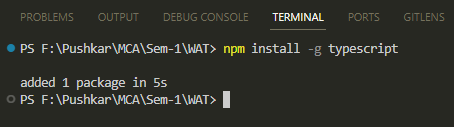 PROBLEMS OUTPUT DEBUG CONSOLE TERMINAL PORTS GITLENS
PS F:\Pushkar\MCA\Sem-1\WAT> npm install -g typescript
added 1 package in 5s
PS F:\Pushkar\MCA\Sem-1\WAT>